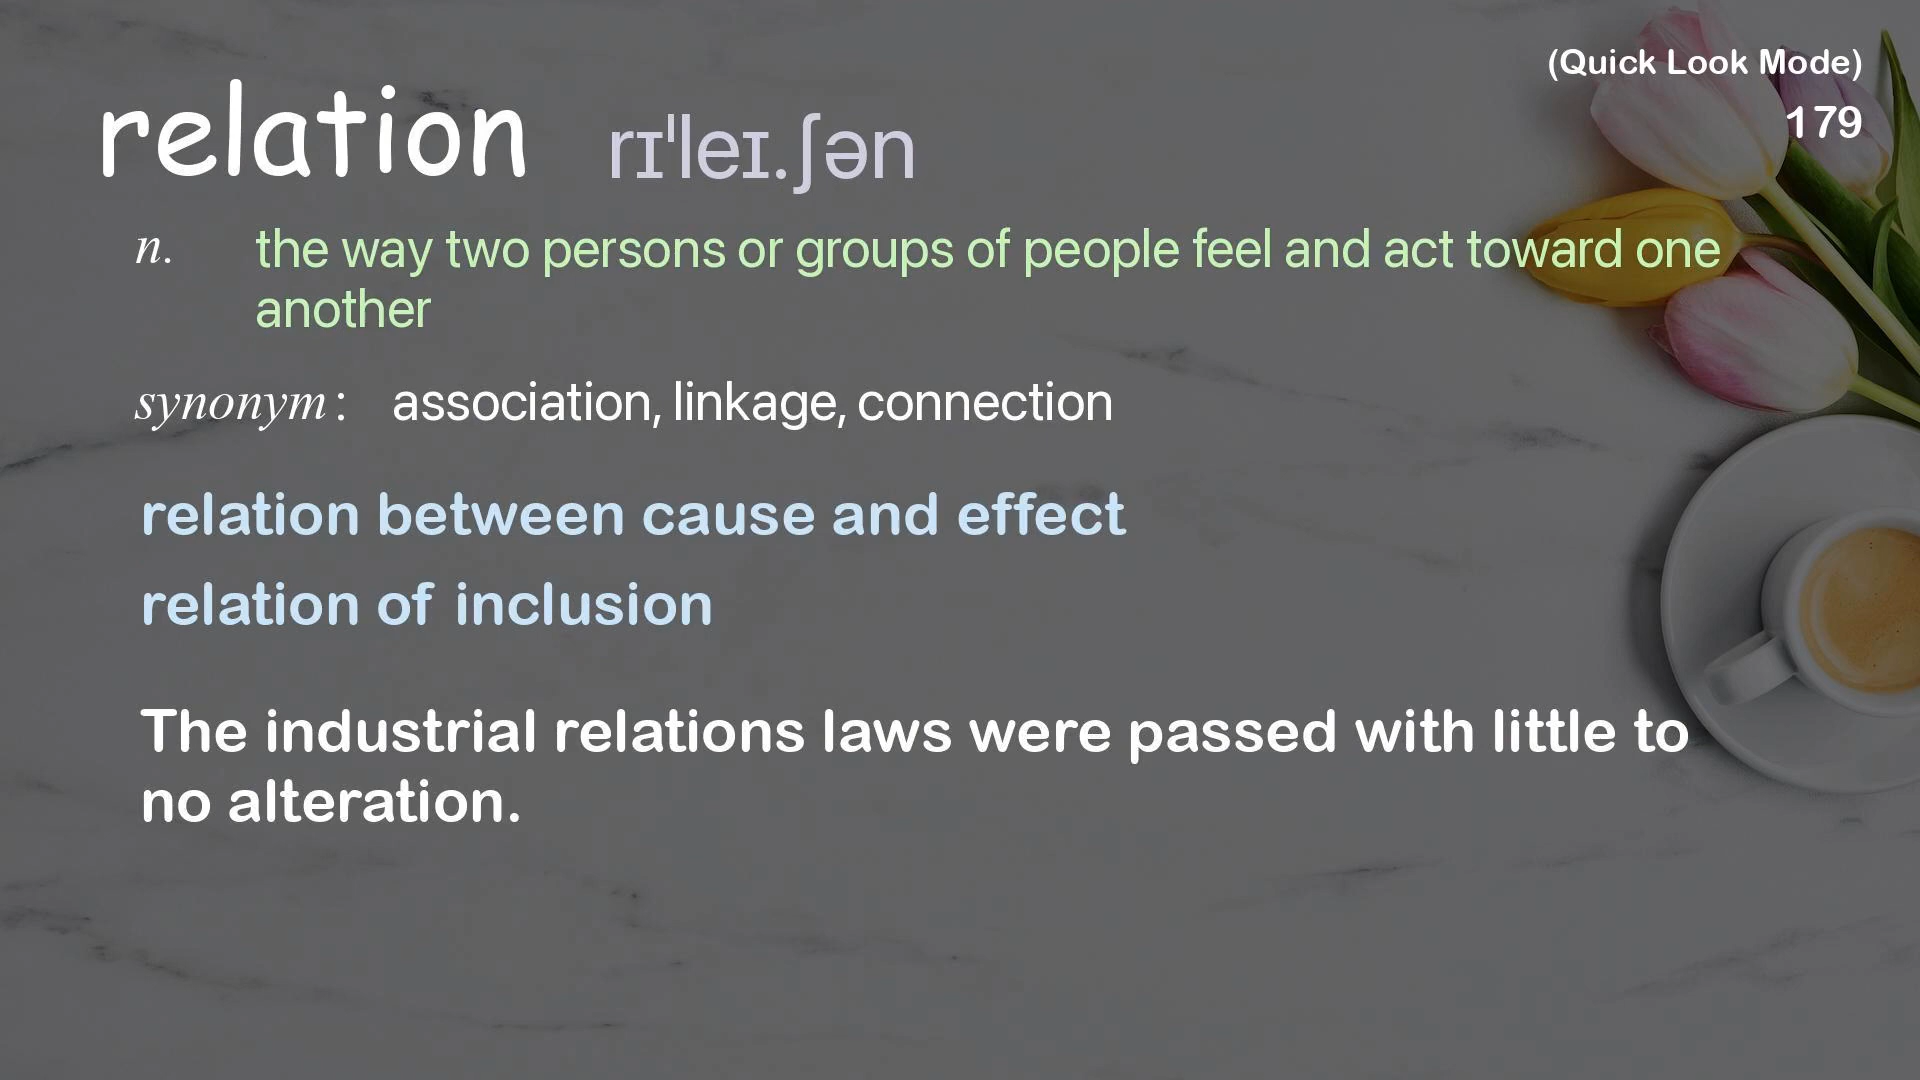 (Quick Look Mode)
179
relation rɪˈleɪ.ʃən
n. the way two persons or groups of people feel and act toward one
another
synonym: association, linkage, connection
relation between cause and effect
relation of inclusion
The industrial relations laws were passed with little to
no alteration.